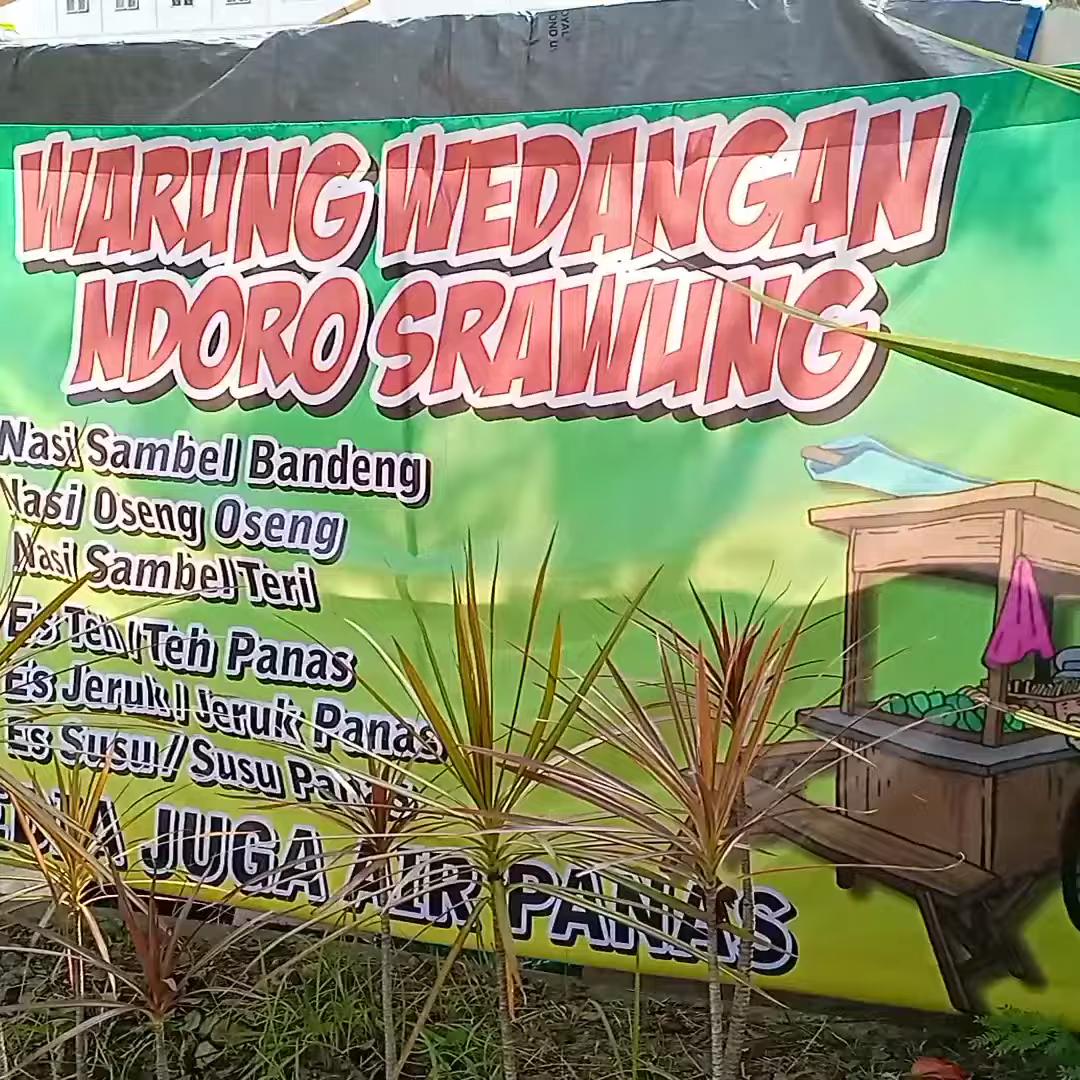 WARUNG WEDANGAN
NDORO SRAWUNG
Nasi Sambel Bandeng
Nasi Oseng Oseng
Nasi Sambel Teri
Es Teh / Teh Panas
Es Jeruk / Jeruk Panas
Es Susu / Susu Panas
JUGA AIR PANAS